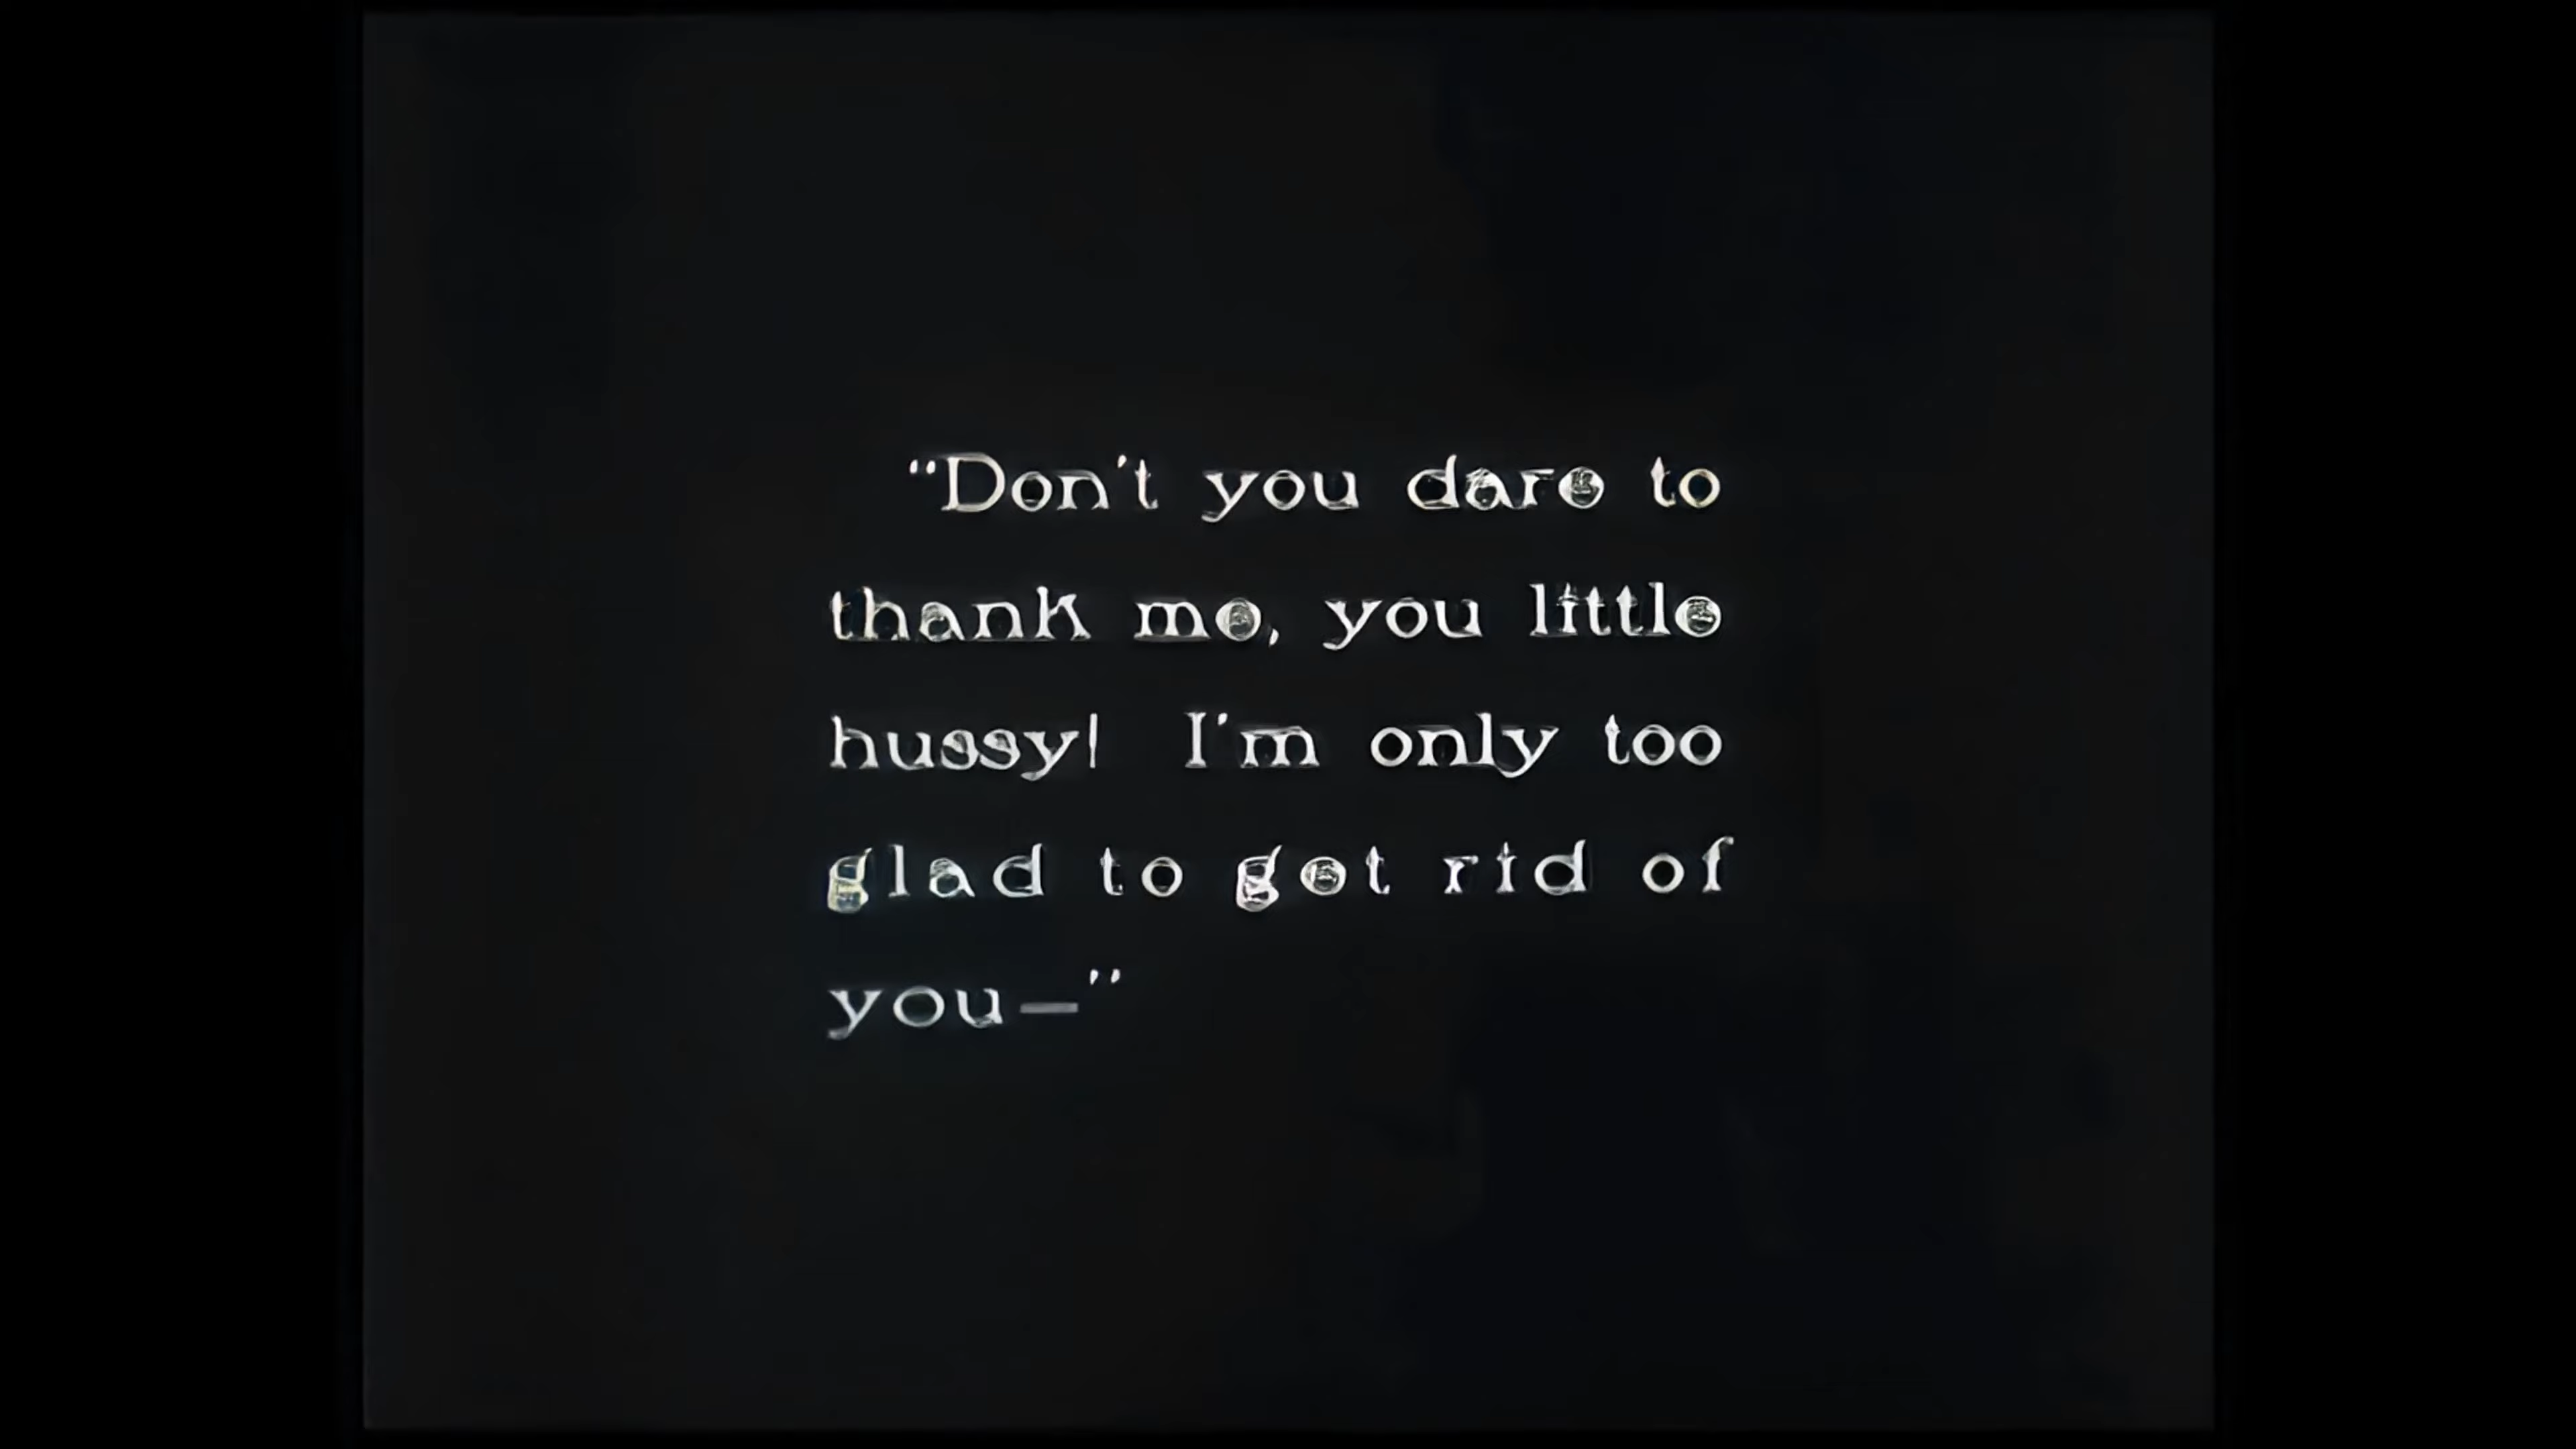 “Don't you dare to
thank me, you little
hussy! I'm only too
glad to get rid of
you—”